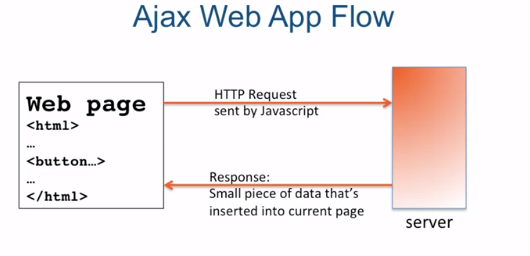 Ajax Web App Flow
Web page
<html>
…
<button…>
…
</html>
HTTP Request
sent by Javascript
Response:
Small piece of data that's
inserted into current page
server